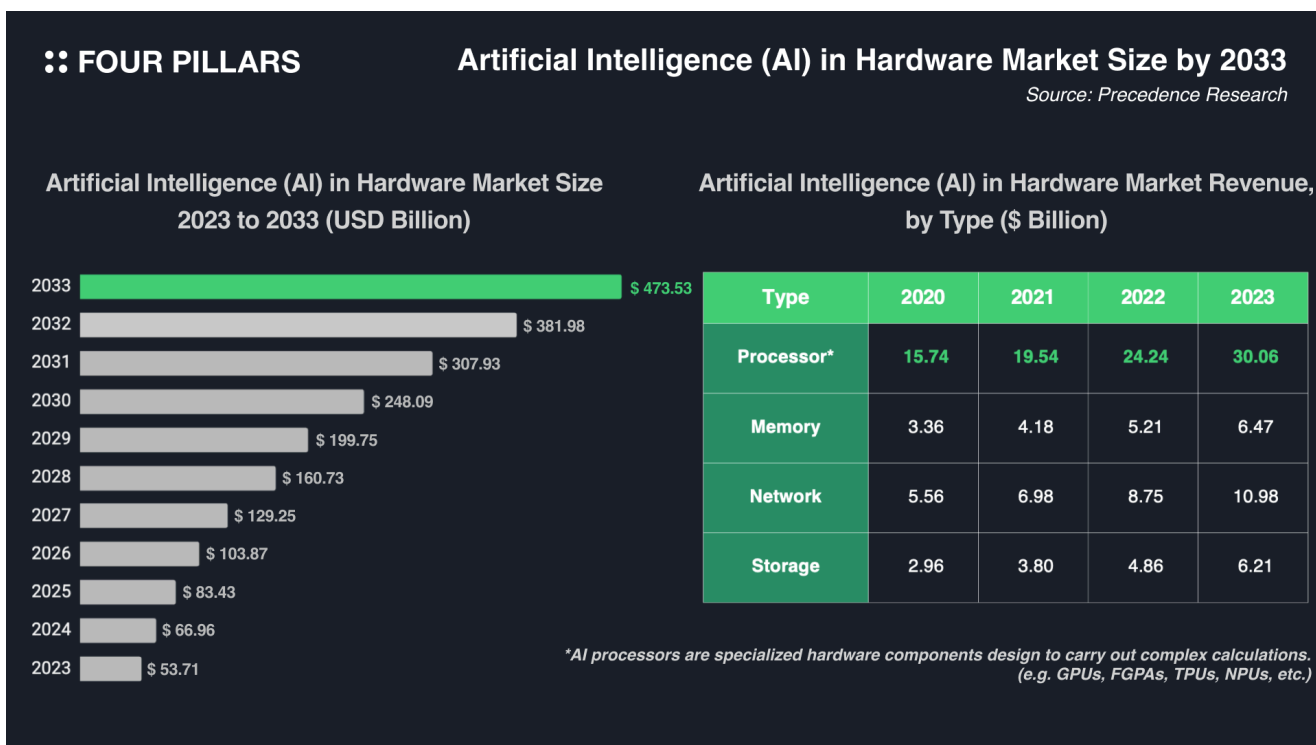 FOUR PILLARS
Artificial Intelligence (AI) in Hardware Market Size by 2033
Source: Precedence Research
Artificial Intelligence (AI) in Hardware Market Size
2023 to 2033 (USD Billion)
2033 $ 473.53
2032 $ 381.98
2031 $ 307.93
2030 $ 248.09
2029 $ 199.75
2028 $ 160.73
2027 $ 129.25
2026 $ 103.87
2025 $ 83.43
2024 $ 66.96
2023 $ 53.71
Artificial Intelligence (AI) in Hardware Market Revenue,
by Type ($ Billion)
Type 2020 2021 2022 2023
Processor* 15.74 19.54 24.24 30.06
Memory 3.36 4.18 5.21 6.47
Network 5.56 6.98 8.75 10.98
Storage 2.96 3.80 4.86 6.21
*AI processors are specialized hardware components design to carry out complex calculations.
(e.g. GPUs, FGPAs, TPUs, NPUs, etc.)